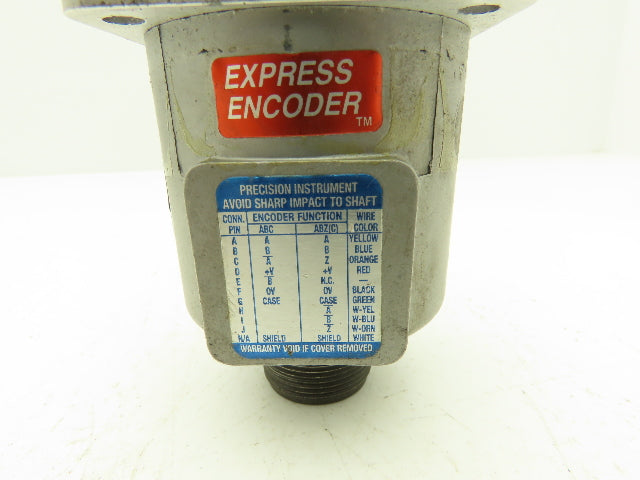 EXPRESS
ENCODER
TM
PRECISION INSTRUMENT
AVOID SHARP IMPACT TO SHAFT
CONN. ENCODER FUNCTION WIRE
PIN ABC ABZ(C) COLOR
A A A YELLOW
B B B BLUE
C A̅ Z ORANGE
D +V +V RED
E B̅ N.C. —
F 0V 0V BLACK
G CASE CASE GREEN
H A̅ W-YEL
I B̅ W-BLU
J Z̅ W-ORN
N/A SHIELD SHIELD WHITE
WARRANTY VOID IF COVER REMOVED